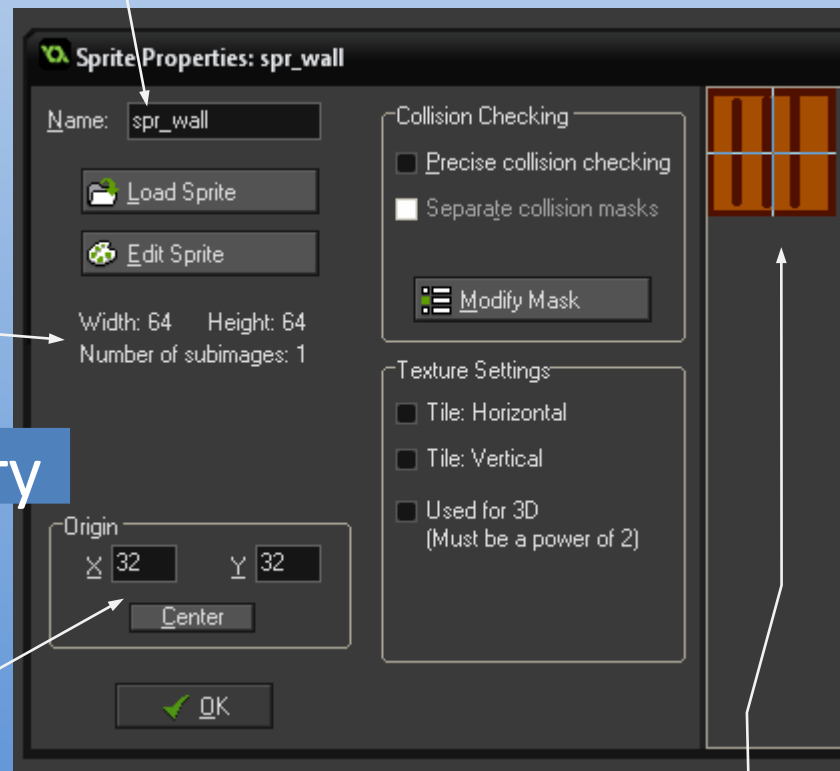 Sprite Properties: spr_wall
Name: spr_wall
Load Sprite
Edit Sprite
Width: 64 Height: 64
Number of subimages: 1
ry
Origin
X 32 Y 32
Center
OK
Collision Checking
Precise collision checking
Separate collision masks
Modify Mask
Texture Settings
Tile: Horizontal
Tile: Vertical
Used for 3D
(Must be a power of 2)